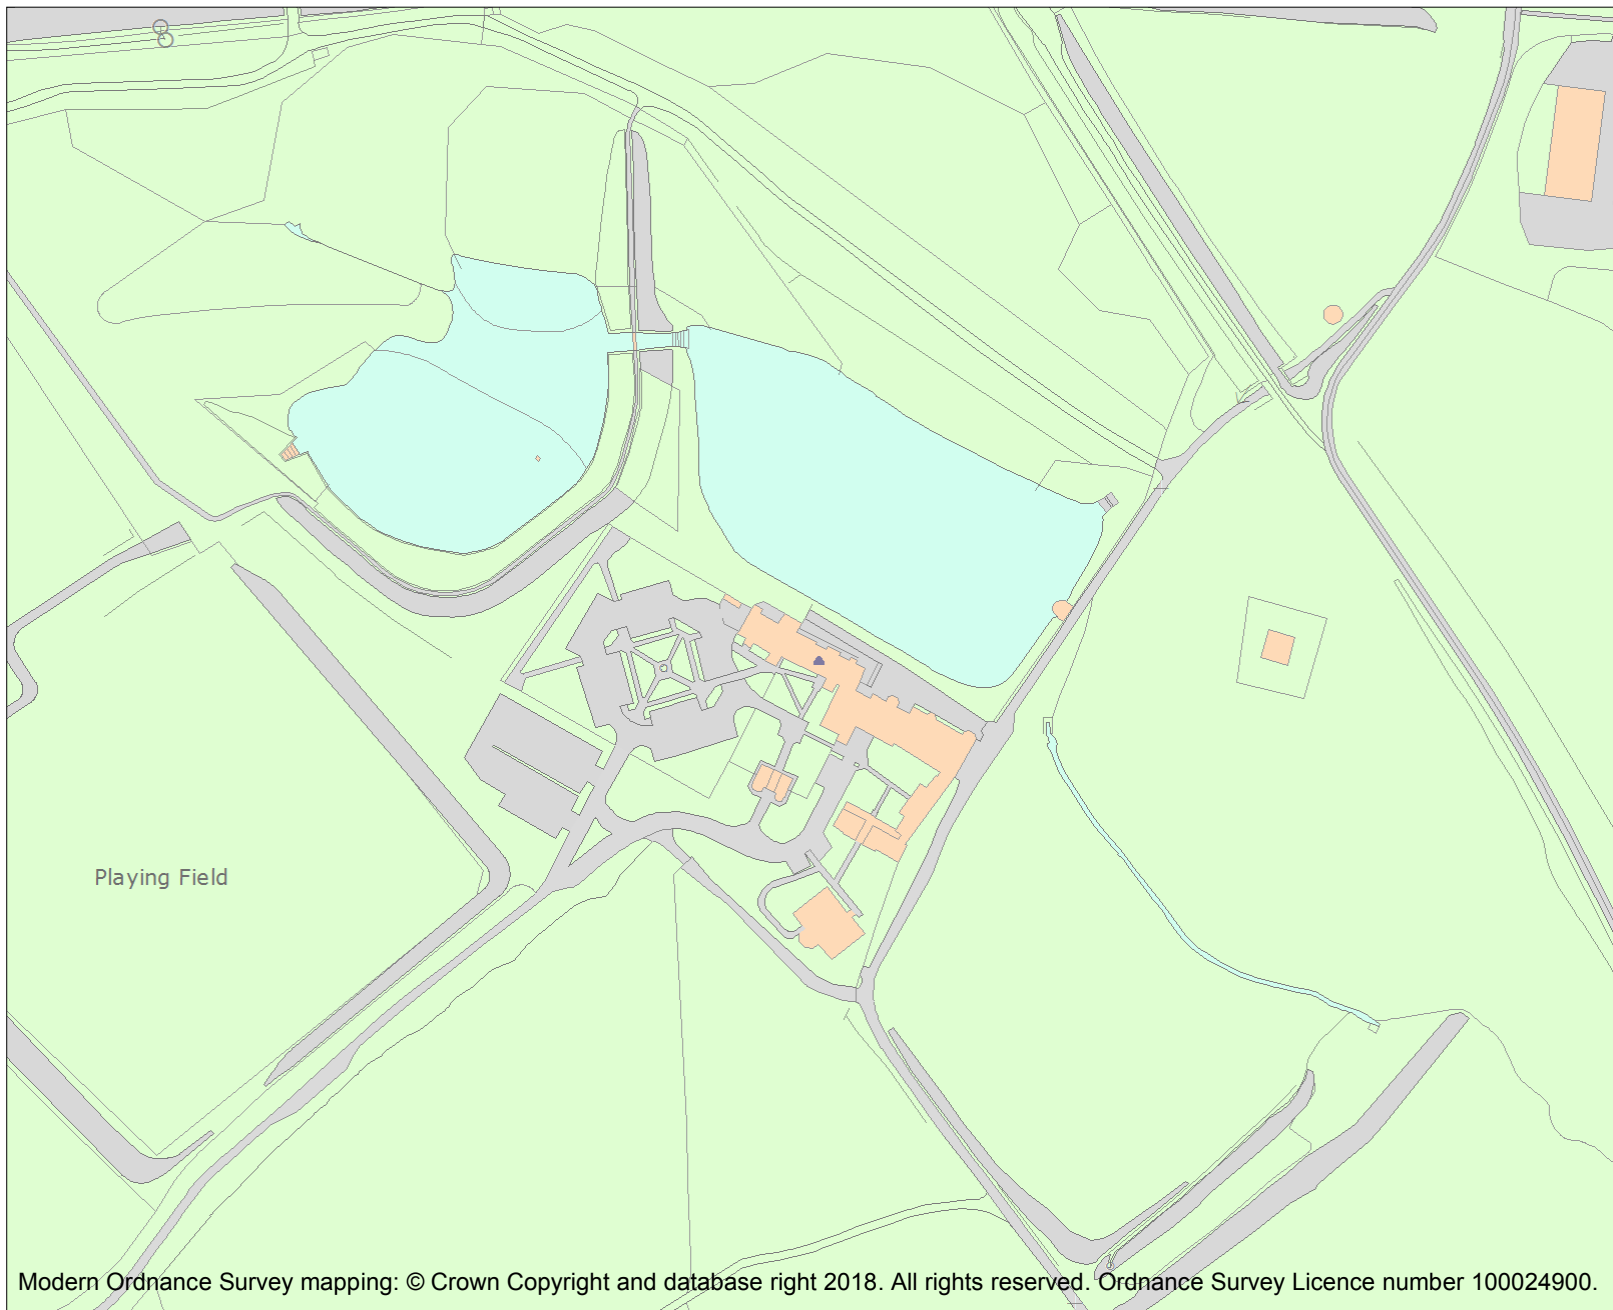 Playing Field
Modern Ordnance Survey mapping: © Crown Copyright and database right 2018. All rights reserved. Ordnance Survey Licence number 100024900.